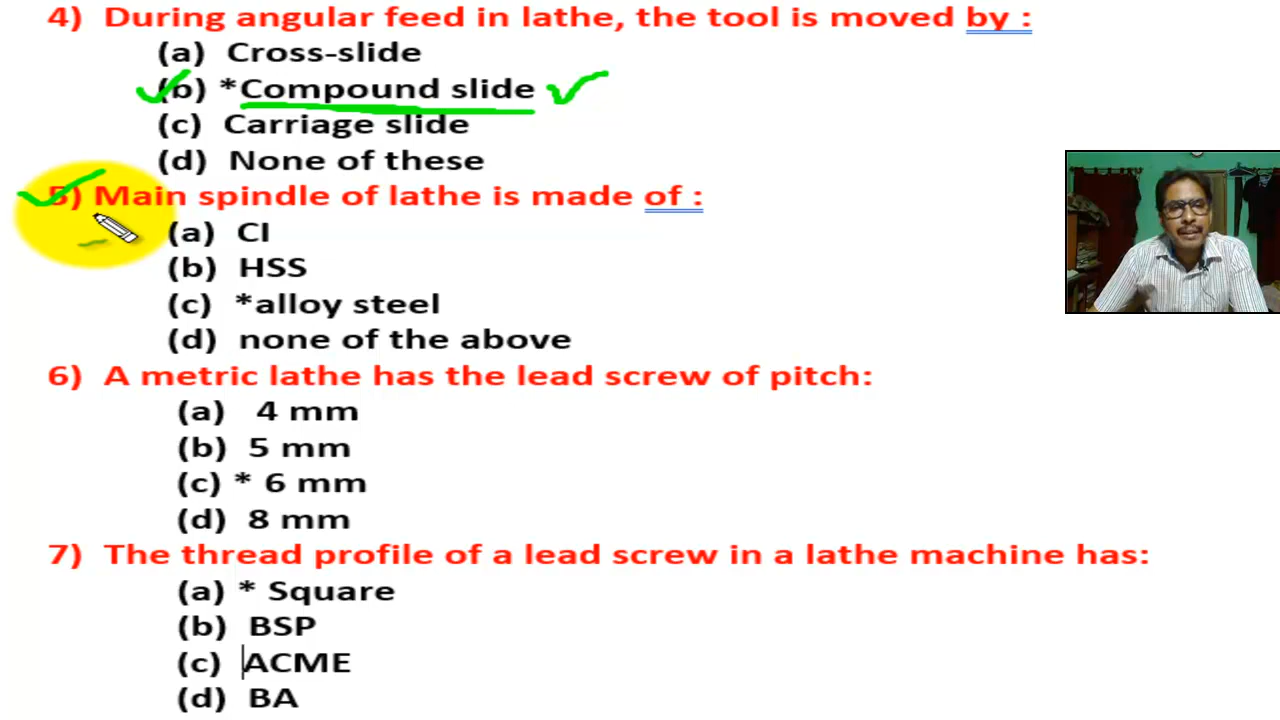 4) During angular feed in lathe, the tool is moved by :
(a) Cross-slide
(b) *Compound slide
(c) Carriage slide
(d) None of these
5) Main spindle of lathe is made of :
(a) CI
(b) HSS
(c) *alloy steel
(d) none of the above
6) A metric lathe has the lead screw of pitch:
(a) 4 mm
(b) 5 mm
(c) * 6 mm
(d) 8 mm
7) The thread profile of a lead screw in a lathe machine has:
(a) * Square
(b) BSP
(c) ACME
(d) BA